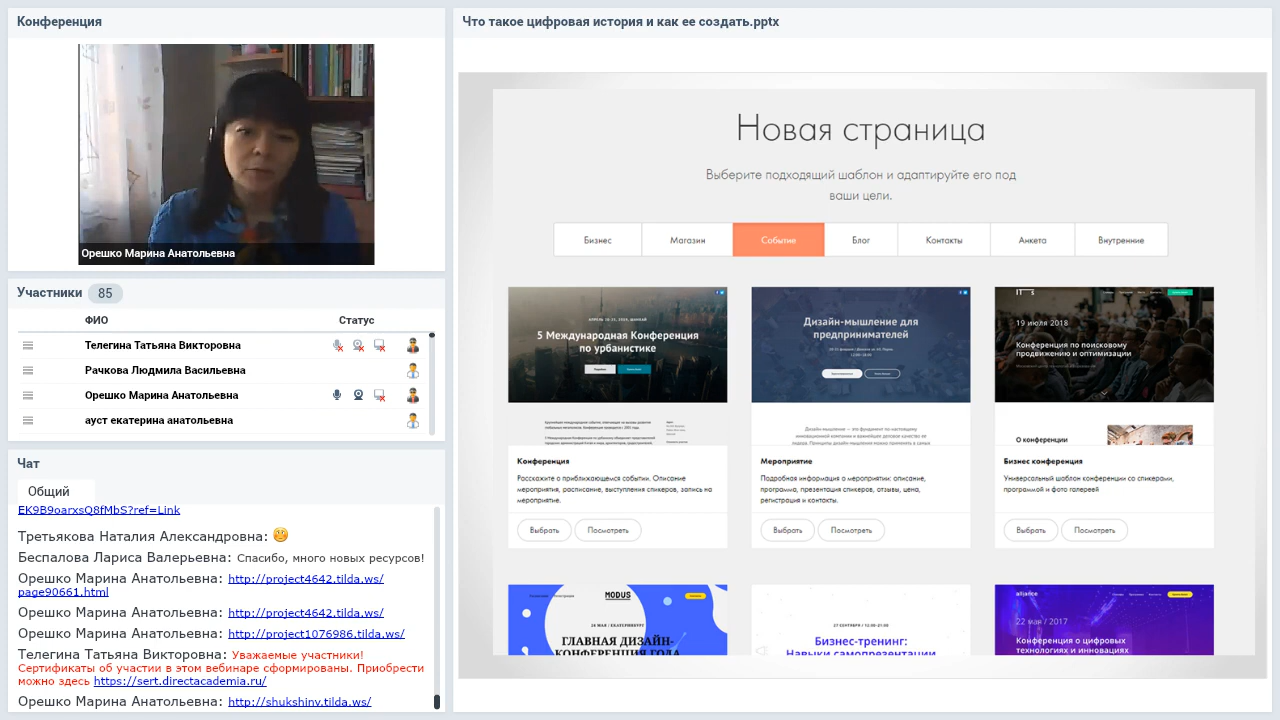 Конференция
Орешко Марина Анатольевна
Участники 85
ФИО Статус
Телегина Татьяна Викторовна
Рачкова Людмила Васильевна
Орешко Марина Анатольевна
ауст екатерина анатольевна
Чат
Общий
EK9B9oarxsQ8fMbS?ref=Link
Третьякова Наталия Александровна:
Беспалова Лариса Валерьевна: Спасибо, много новых ресурсов!
Орешко Марина Анатольевна: http://project4642.tilda.ws/
page90661.html
Орешко Марина Анатольевна: http://project4642.tilda.ws/
Орешко Марина Анатольевна: http://project1076986.tilda.ws/
Телегина Татьяна Викторовна: Уважаемые участники!
Сертификаты об участии в этом вебинаре сформированы. Приобрести
можно здесь https://sert.directacademia.ru/
Орешко Марина Анатольевна: http://shukshinv.tilda.ws/
Что такое цифровая история и как ее создать.pptx
Новая страница
Выберите подходящий шаблон и адаптируйте его под
ваши цели.
Бизнес Магазин Событие Блог Контакты Анкета Внутренние
5 Международная Конференция
по урбанистике
Конференция
Расскажите о приближающемся событии. Описание
мероприятия, расписание, выступления спикеров, запись на
мероприятие.
Выбрать Посмотреть
Дизайн-мышление для
предпринимателей
Мероприятие
Подробная информация о мероприятии: описание,
программа, презентация спикеров, отзывы, цена,
регистрация и контакты.
Выбрать Посмотреть
19 июля 2018
Конференция по поисковому
продвижению и оптимизации
О конференции
Бизнес конференция
Универсальный шаблон конференции со спикерами,
программой и фото галереей
Выбрать Посмотреть
MODUS
ГЛАВНАЯ ДИЗАЙН-
КОНФЕРЕНЦИЯ ГОДА
Бизнес-тренинг:
Навыки самопрезентации
alliance
22 мая / 2017
Конференция о цифровых
технологиях и инновациях